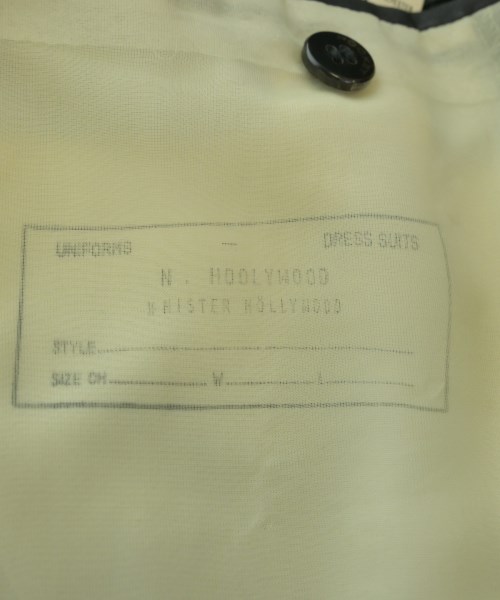 UNIFORMS — DRESS SUITS
N. HOOLYWOOD
MISTER HOLLYWOOD
STYLE
SIZE CH W L